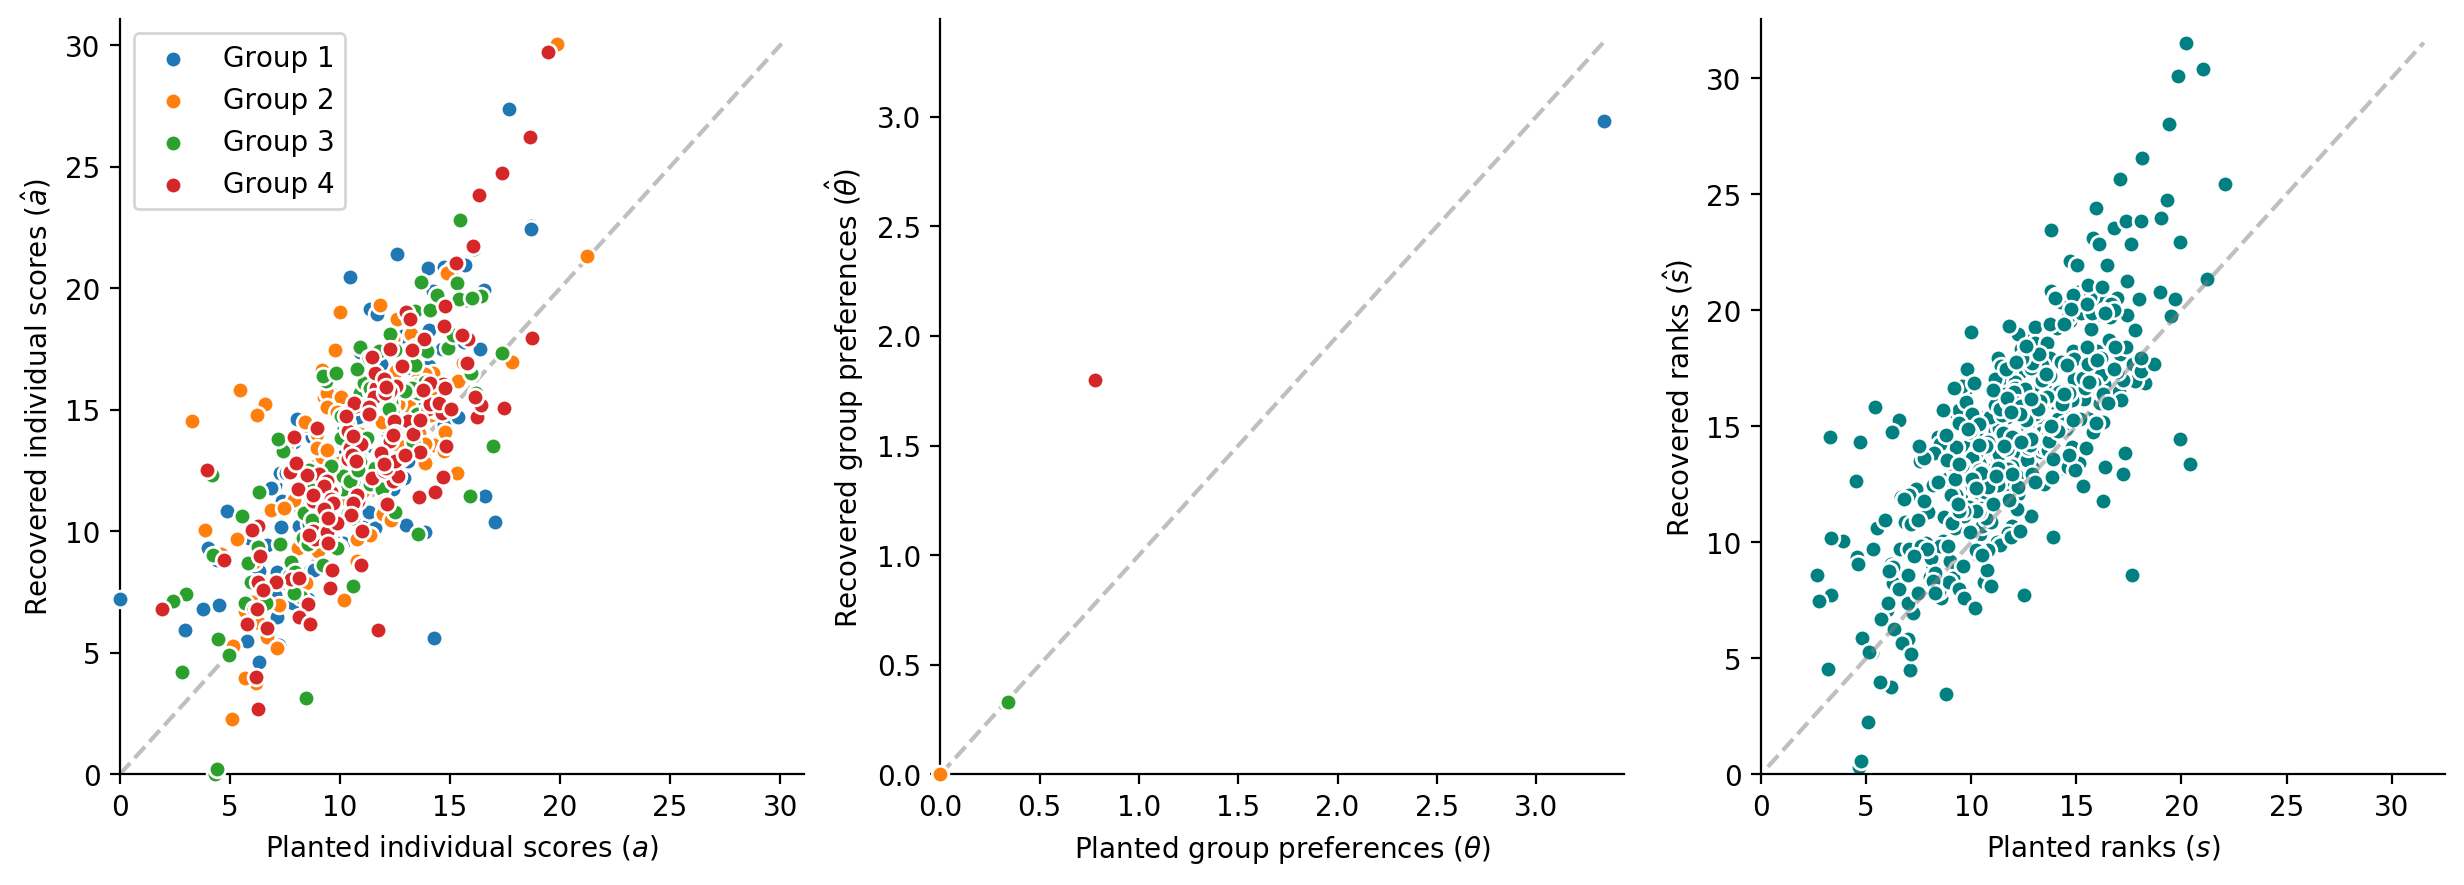 Group 1
Group 2
Group 3
Group 4
Recovered individual scores (â)
30
25
20
15
10
5
0
0 5 10 15 20 25 30
Planted individual scores (a)
Recovered group preferences (θ̂)
3.0
2.5
2.0
1.5
1.0
0.5
0.0
0.0 0.5 1.0 1.5 2.0 2.5 3.0
Planted group preferences (θ)
Recovered ranks (ŝ)
30
25
20
15
10
5
0
0 5 10 15 20 25 30
Planted ranks (s)